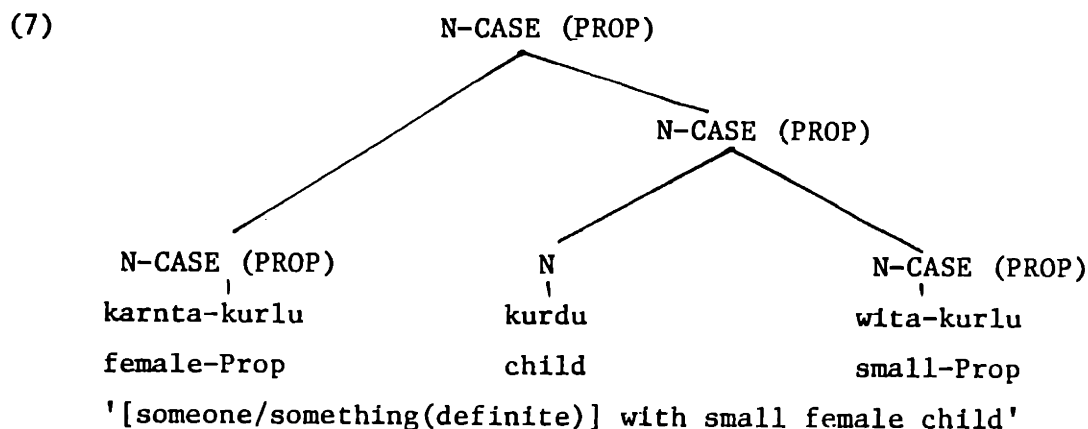 (7) N-CASE (PROP)
N-CASE (PROP)
N-CASE (PROP) N N-CASE (PROP)
karnta-kurlu kurdu wita-kurlu
female-Prop child small-Prop
'[someone/something(definite)] with small female child'